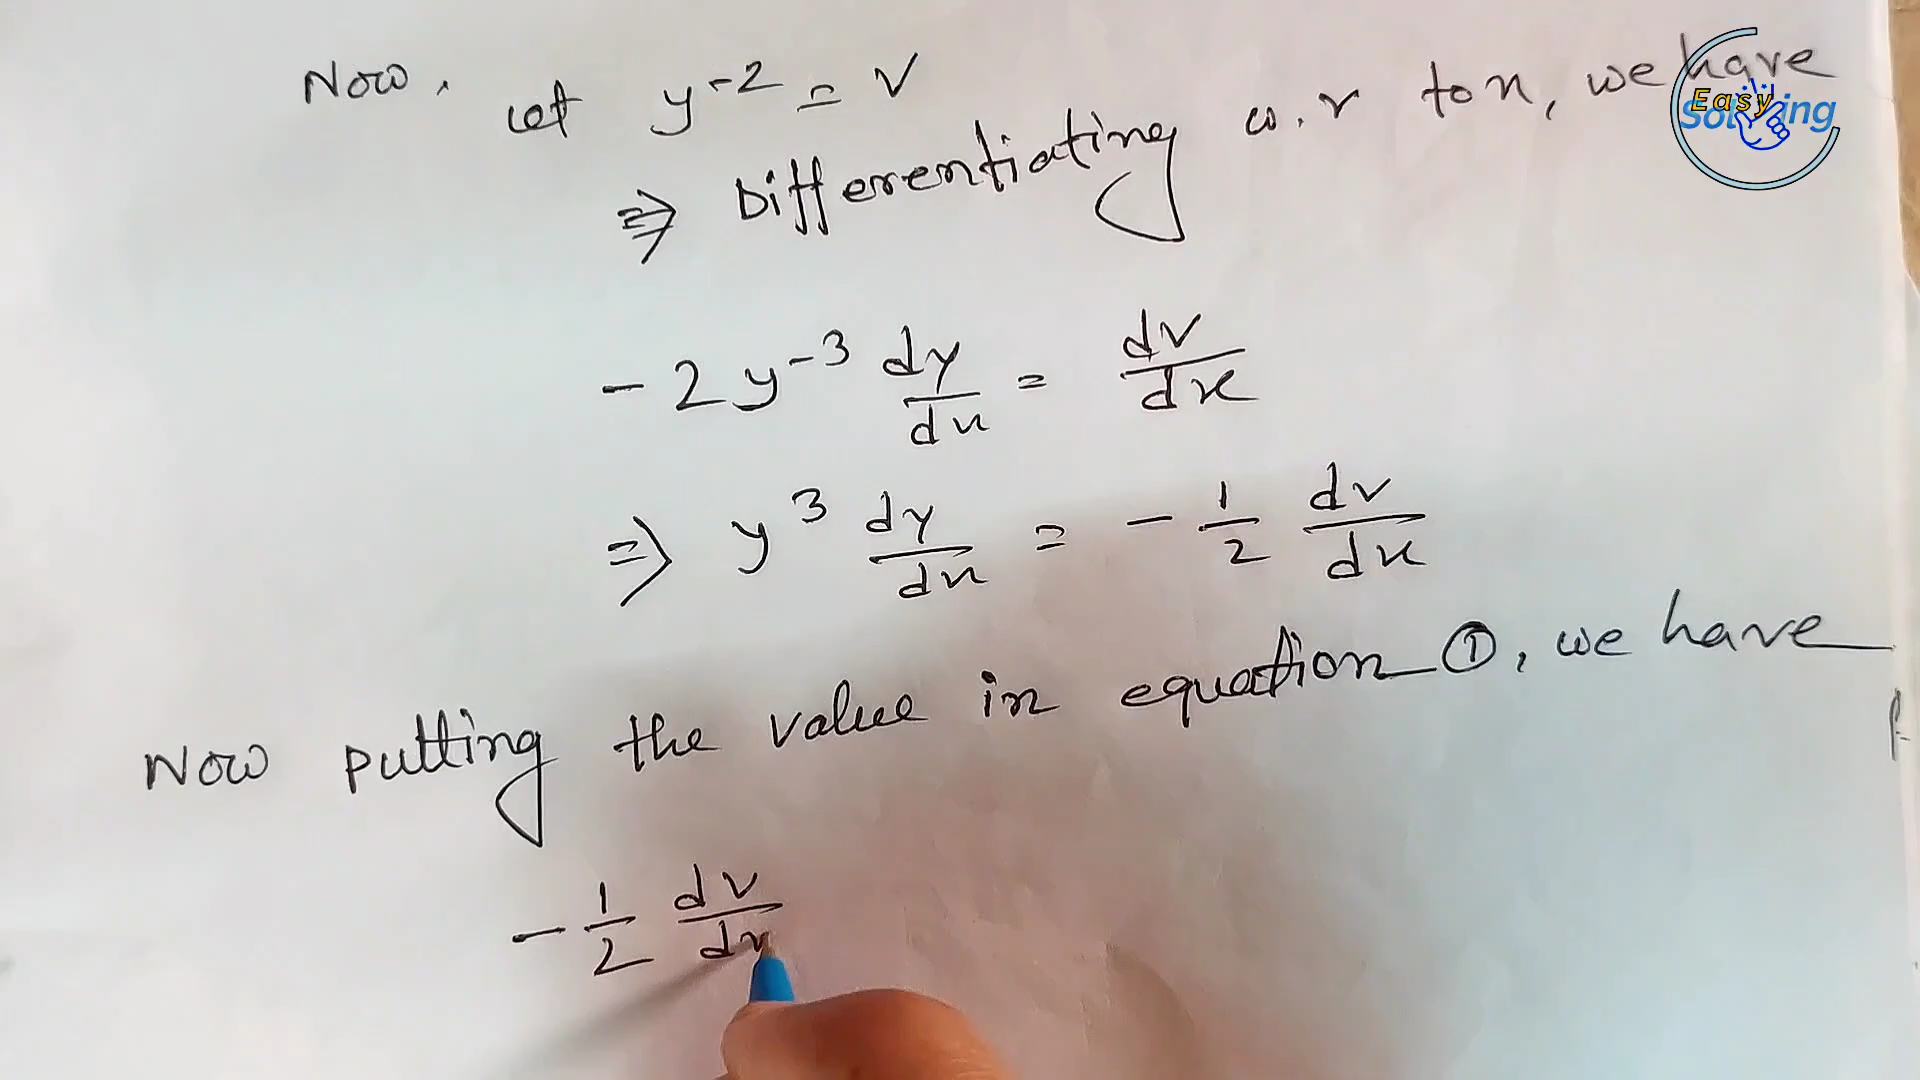 Now, let y^-2 = v
⇒ Differentiating w.r to x, we have
-2y^-3 dy/dx = dv/dx
⇒ y^3 dy/dx = -1/2 dv/dx
Now putting the value in equation ①, we have
-1/2 dv/dx
Easy
Solving